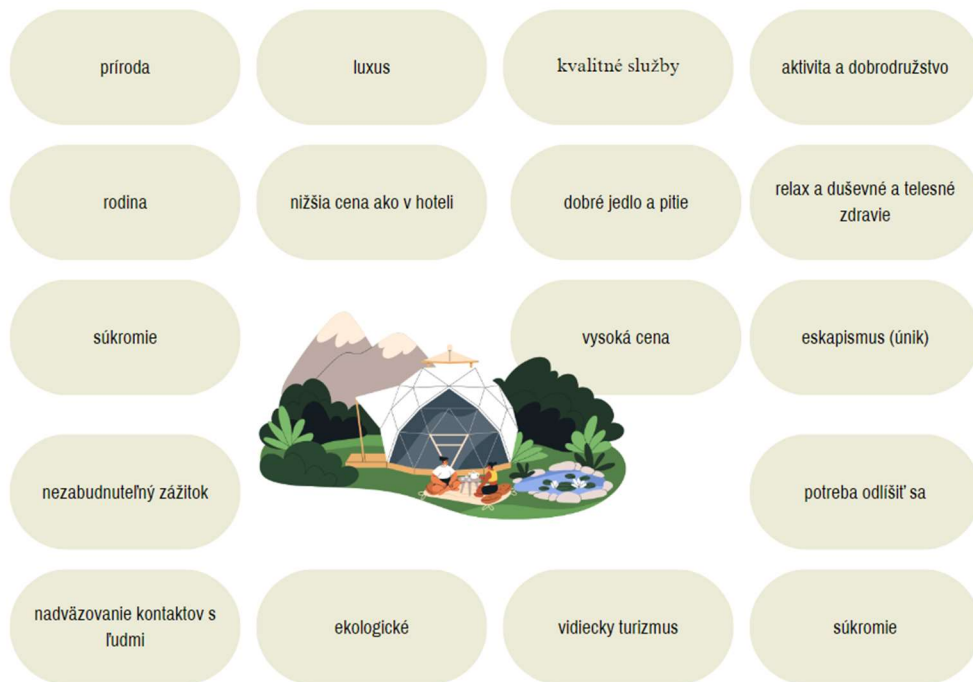 príroda
luxus
kvalitné služby
aktivita a dobrodružstvo
rodina
nižšia cena ako v hoteli
dobré jedlo a pitie
relax a duševné a telesné
zdravie
súkromie
vysoká cena
eskapismus (únik)
nezabudnuteľný zážitok
potreba odlíšiť sa
nadväzovanie kontaktov s
ľudmi
ekologické
vidiecky turizmus
súkromie